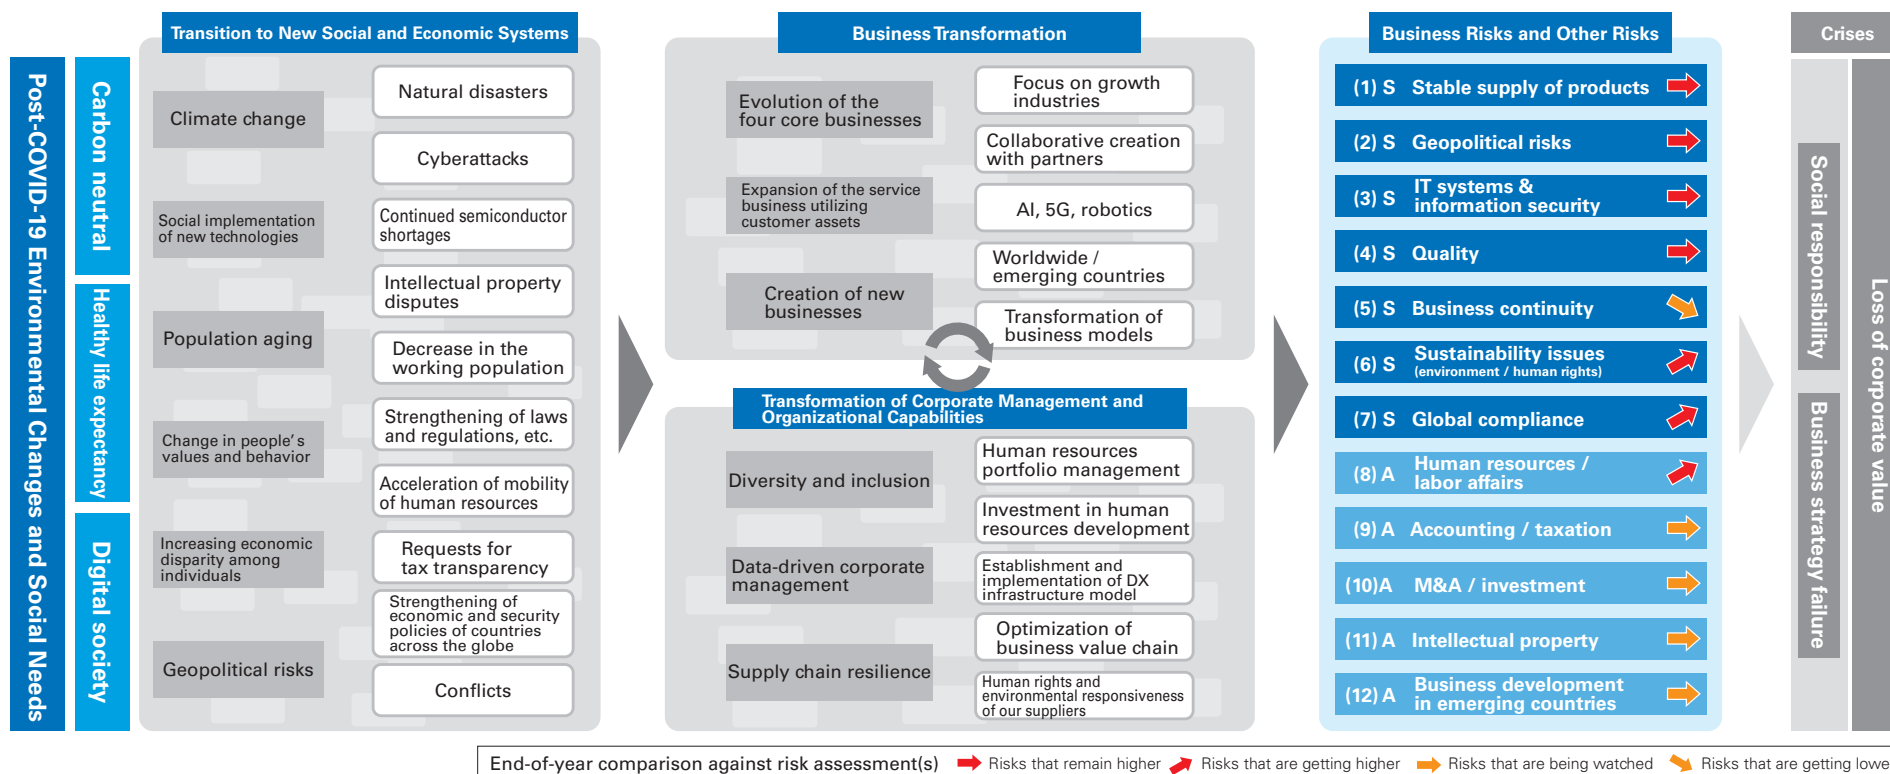 Post-COVID-19 Environmental Changes and Social Needs
Carbon neutral
Healthy life expectancy
Digital society
Transition to New Social and Economic Systems
Climate change
Social implementation
of new technologies
Population aging
Change in people's
values and behavior
Increasing economic
disparity among
individuals
Geopolitical risks
Natural disasters
Cyberattacks
Continued semiconductor
shortages
Intellectual property
disputes
Decrease in the
working population
Strengthening of laws
and regulations, etc.
Acceleration of mobility
of human resources
Requests for
tax transparency
Strengthening of
economic and security
policies of countries
across the globe
Conflicts
Business Transformation
Evolution of the
four core businesses
Expansion of the service
business utilizing
customer assets
Creation of new
businesses
Focus on growth
industries
Collaborative creation
with partners
AI, 5G, robotics
Worldwide /
emerging countries
Transformation of
business models
Transformation of Corporate Management and
Organizational Capabilities
Diversity and inclusion
Data-driven corporate
management
Supply chain resilience
Human resources
portfolio management
Investment in human
resources development
Establishment and
implementation of DX
infrastructure model
Optimization of
business value chain
Human rights and
environmental responsiveness
of our suppliers
Business Risks and Other Risks
(1) S Stable supply of products
(2) S Geopolitical risks
(3) S IT systems &
information security
(4) S Quality
(5) S Business continuity
(6) S Sustainability issues
(environment / human rights)
(7) S Global compliance
(8) A Human resources /
labor affairs
(9) A Accounting / taxation
(10)A M&A / investment
(11) A Intellectual property
(12) A Business development
in emerging countries
Crises
Social responsibility
Business strategy failure
Loss of corporate value
End-of-year comparison against risk assessment(s) Risks that remain higher Risks that are getting higher Risks that are being watched Risks that are getting lowe